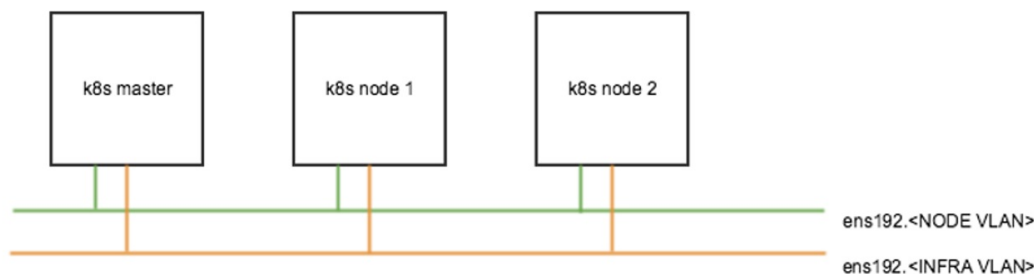 k8s master
k8s node 1
k8s node 2
ens192.<NODE VLAN>
ens192.<INFRA VLAN>